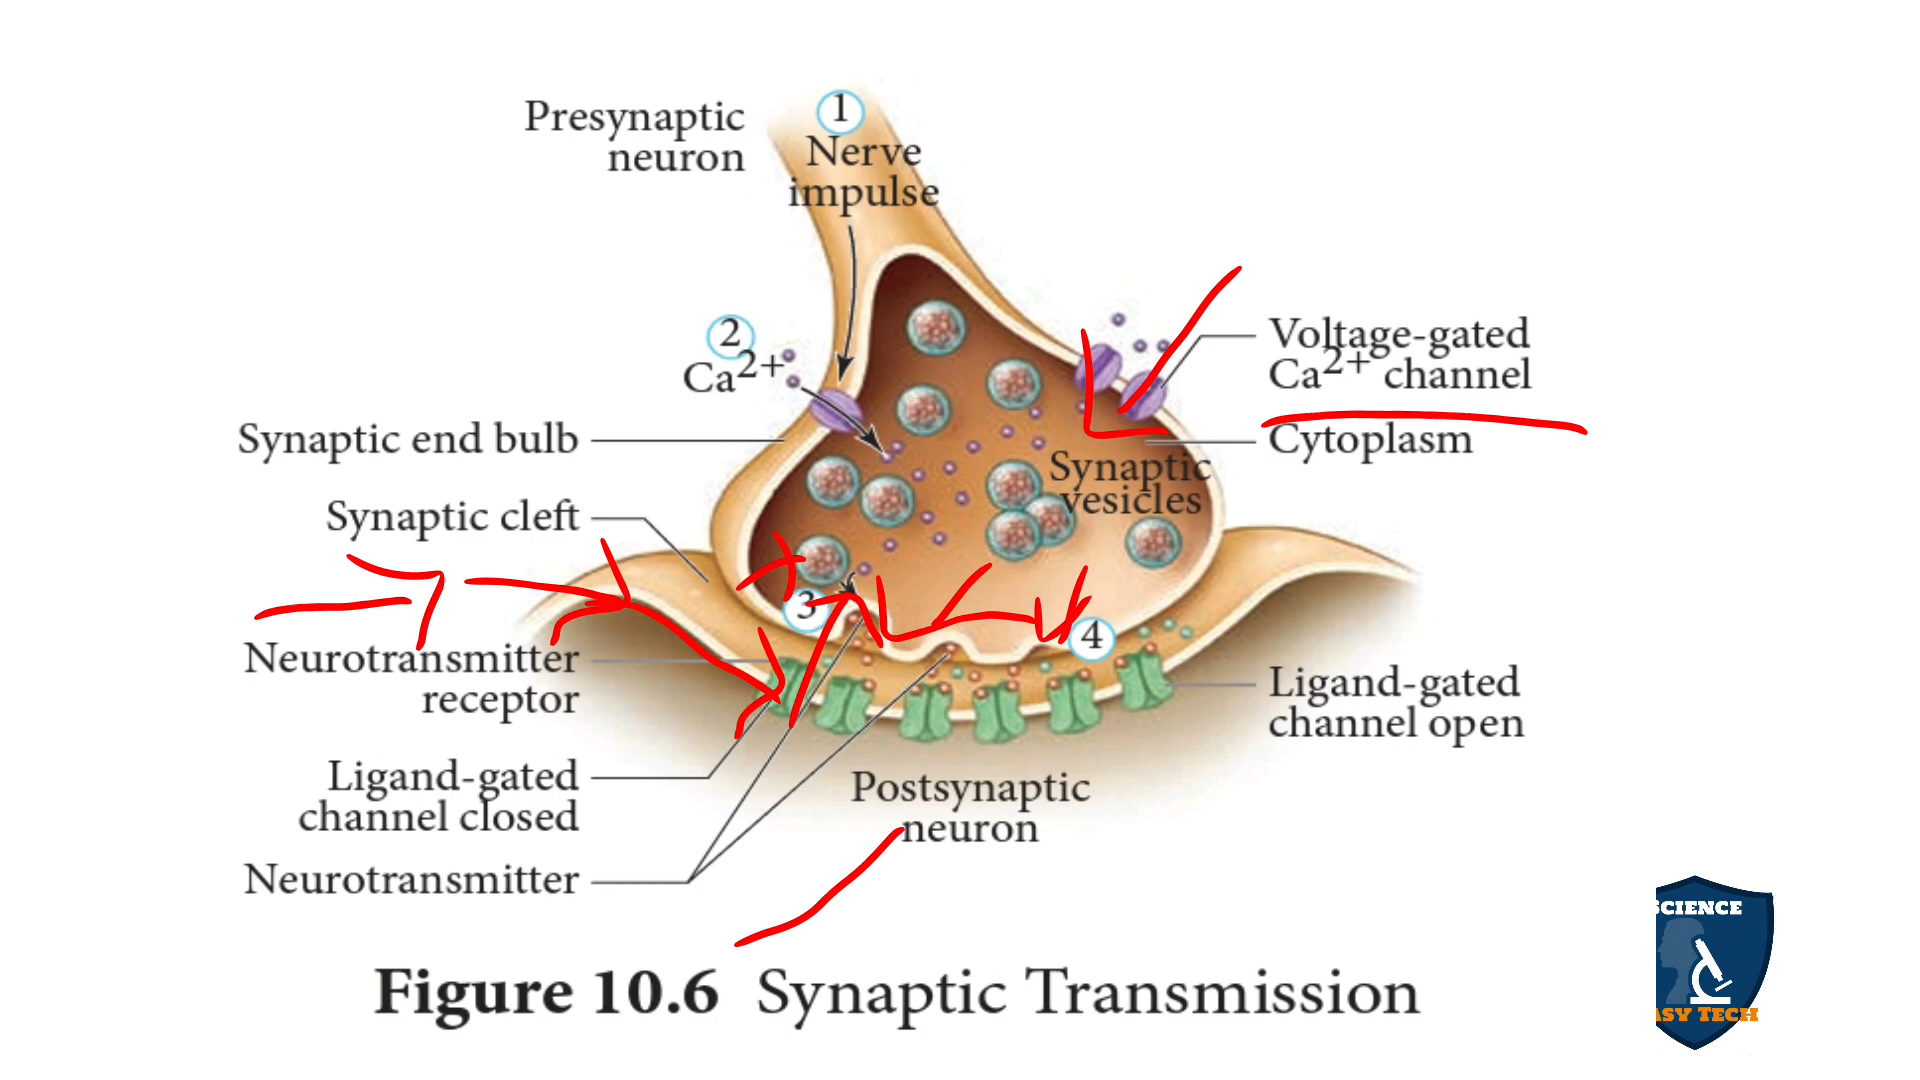 1
Presynaptic
neuron
Nerve
impulse
2
Ca2+
Voltage-gated
Ca2+ channel
Synaptic end bulb
Cytoplasm
Synaptic
vesicles
Synaptic cleft
3
4
Neurotransmitter
receptor
Ligand-gated
channel open
Ligand-gated
channel closed
Postsynaptic
neuron
Neurotransmitter
Figure 10.6 Synaptic Transmission
SCIENCE
ASY TECH